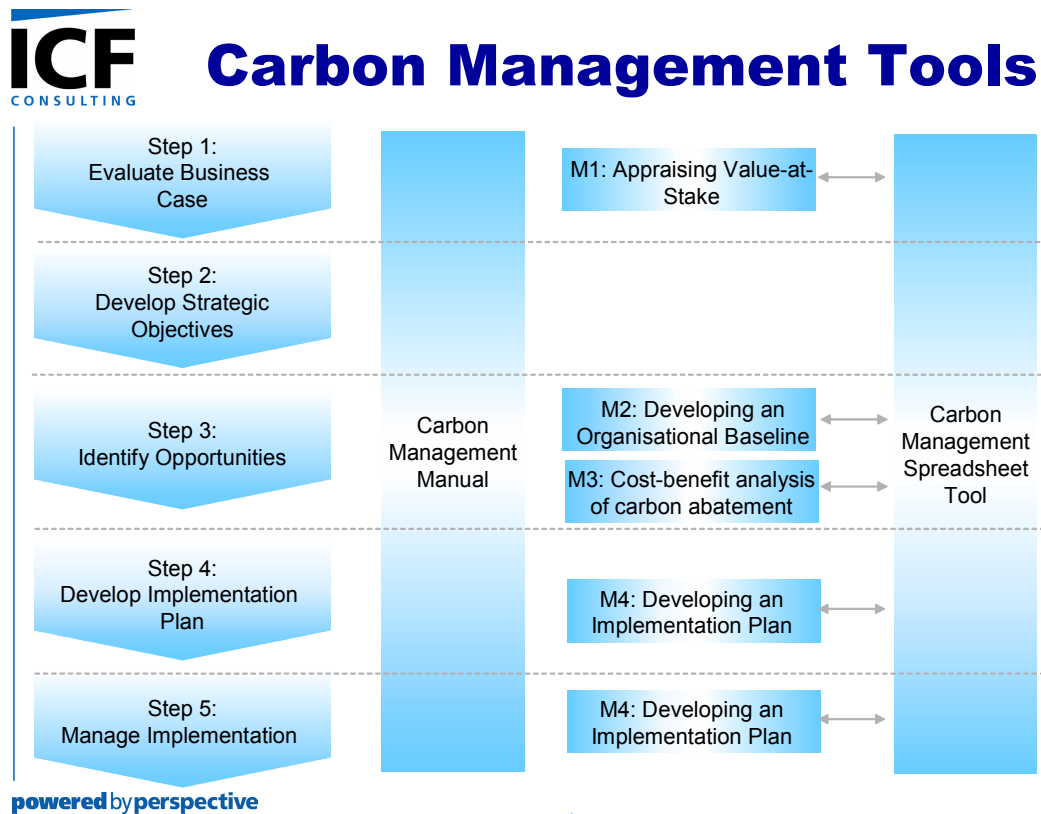 ICF
CONSULTING
Carbon Management Tools
Step 1:
Evaluate Business
Case
M1: Appraising Value-at-
Stake
Step 2:
Develop Strategic
Objectives
Step 3:
Identify Opportunities
Carbon
Management
Manual
M2: Developing an
Organisational Baseline
M3: Cost-benefit analysis
of carbon abatement
Carbon
Management
Spreadsheet
Tool
Step 4:
Develop Implementation
Plan
M4: Developing an
Implementation Plan
Step 5:
Manage Implementation
M4: Developing an
Implementation Plan
poweredbyperspective